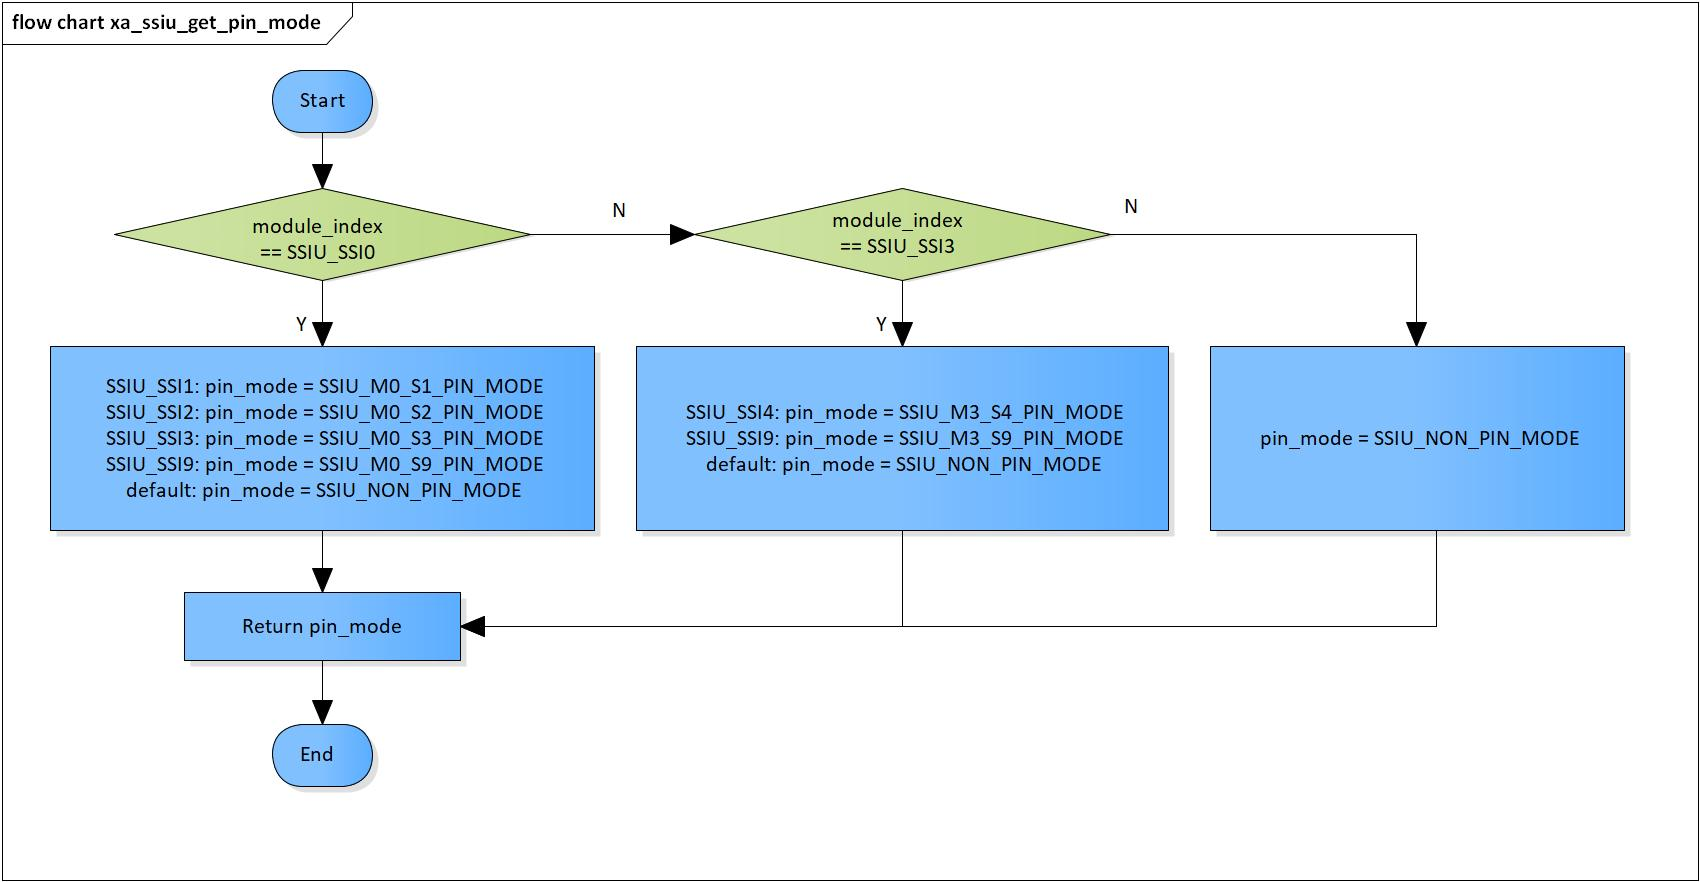 flow chart xa_ssiu_get_pin_mode
Start
module_index
== SSIU_SSI0
N
module_index
== SSIU_SSI3
N
Y
Y
SSIU_SSI1: pin_mode = SSIU_M0_S1_PIN_MODE
SSIU_SSI2: pin_mode = SSIU_M0_S2_PIN_MODE
SSIU_SSI3: pin_mode = SSIU_M0_S3_PIN_MODE
SSIU_SSI9: pin_mode = SSIU_M0_S9_PIN_MODE
default: pin_mode = SSIU_NON_PIN_MODE
SSIU_SSI4: pin_mode = SSIU_M3_S4_PIN_MODE
SSIU_SSI9: pin_mode = SSIU_M3_S9_PIN_MODE
default: pin_mode = SSIU_NON_PIN_MODE
pin_mode = SSIU_NON_PIN_MODE
Return pin_mode
End